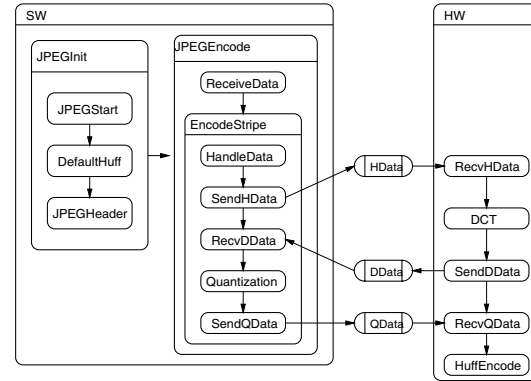 SW
HW
JPEGInit
JPEGStart
DefaultHuff
JPEGHeader
JPEGEncode
ReceiveData
EncodeStripe
HandleData
SendHData
RecvDData
Quantization
SendQData
HData
DData
QData
RecvHData
DCT
SendDData
RecvQData
HuffEncode